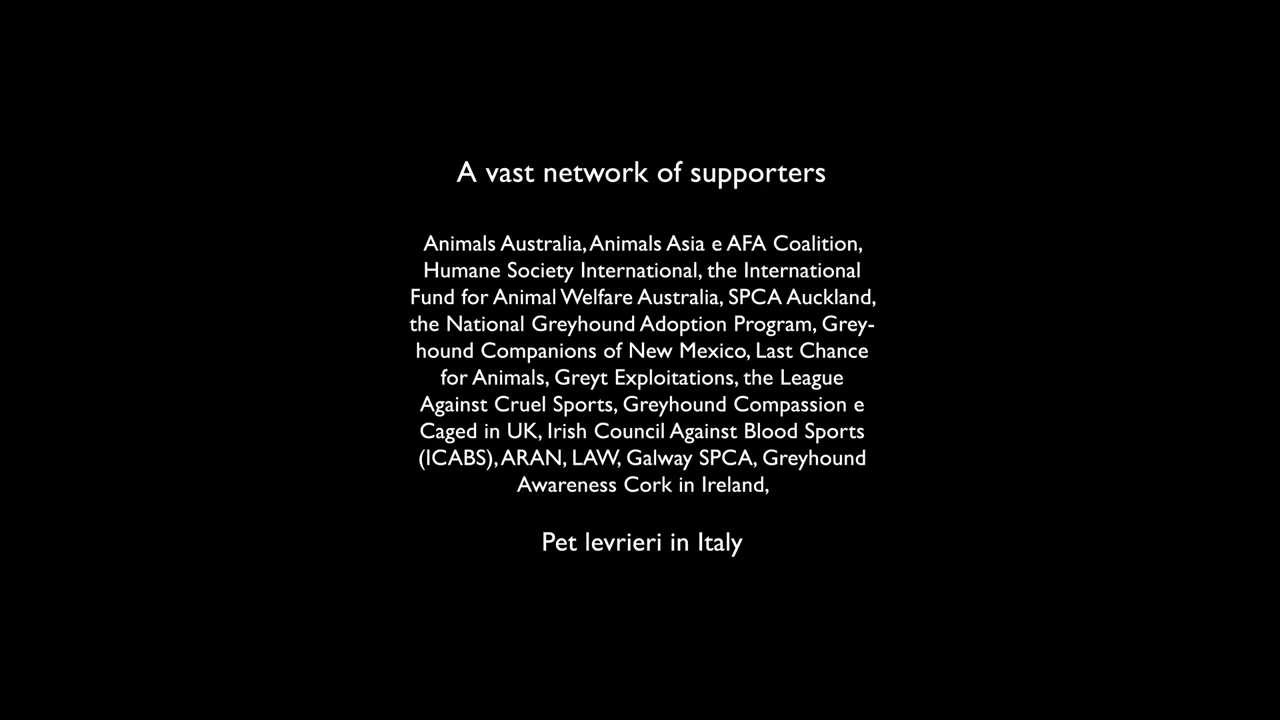 A vast network of supporters
Animals Australia, Animals Asia e AFA Coalition,
Humane Society International, the International
Fund for Animal Welfare Australia, SPCA Auckland,
the National Greyhound Adoption Program, Grey-
hound Companions of New Mexico, Last Chance
for Animals, Greyt Exploitations, the League
Against Cruel Sports, Greyhound Compassion e
Caged in UK, Irish Council Against Blood Sports
(ICABS), ARAN, LAW, Galway SPCA, Greyhound
Awareness Cork in Ireland,
Pet levrieri in Italy